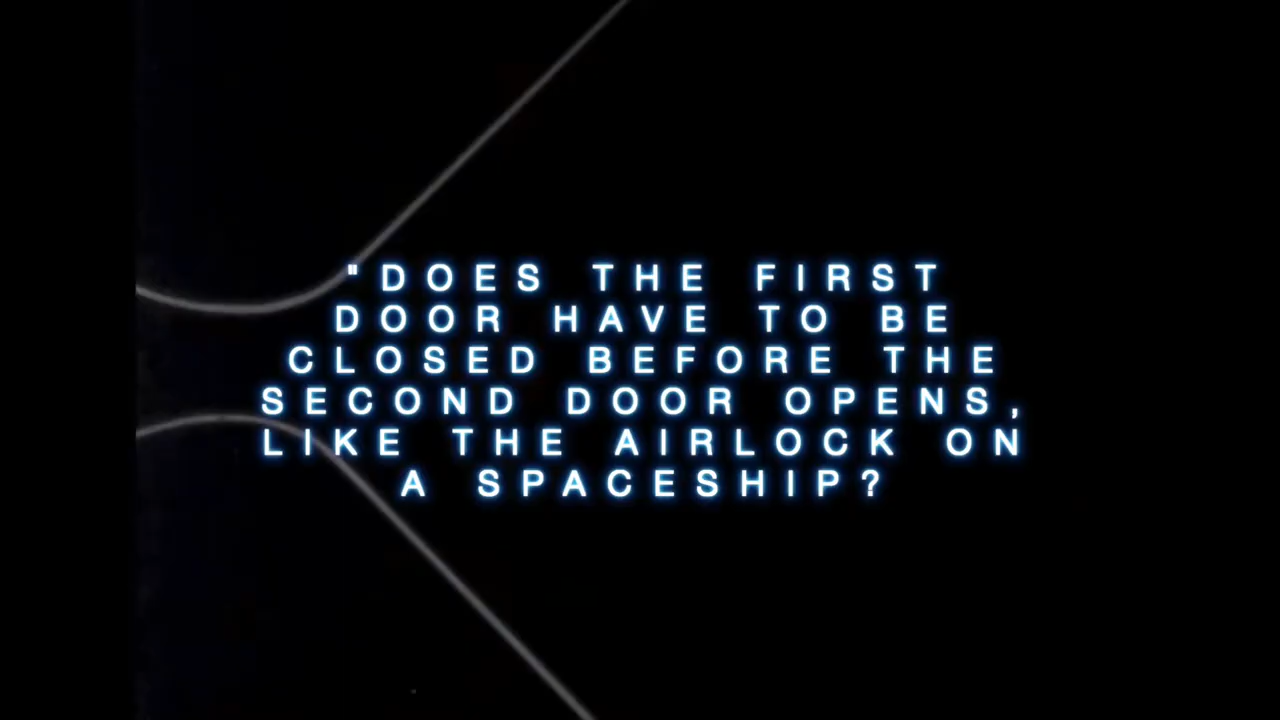 "DOES THE FIRST
DOOR HAVE TO BE
CLOSED BEFORE THE
SECOND DOOR OPENS,
LIKE THE AIRLOCK ON
A SPACESHIP?